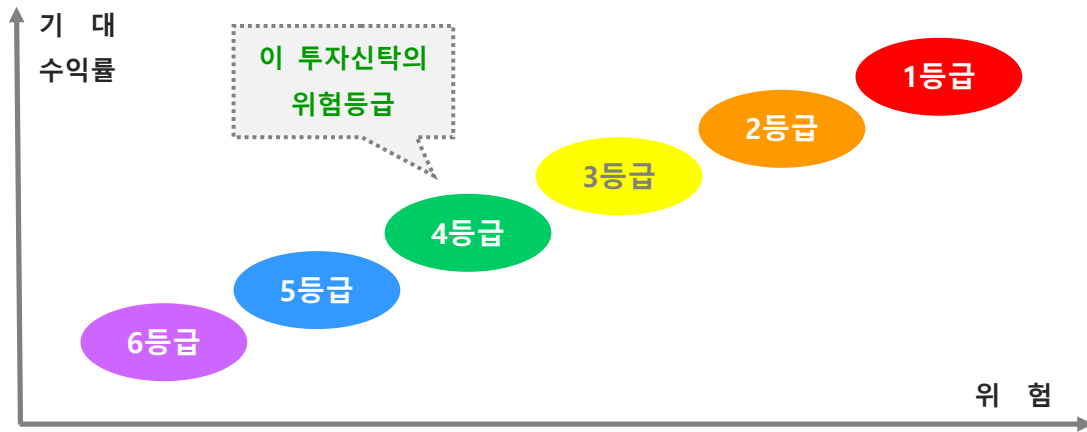 기 대
수익률
이 투자신탁의
위험등급
1등급
2등급
3등급
4등급
5등급
6등급
위 험